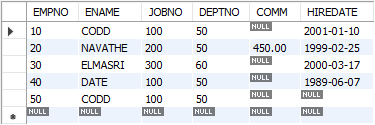 EMPNO ENAME JOBNO DEPTNO COMM HIREDATE
10 CODD 100 50 NULL 2001-01-10
20 NAVATHE 200 50 450.00 1999-02-25
30 ELMASRI 300 60 NULL 2000-03-17
40 DATE 100 50 NULL 1989-06-07
50 CODD 100 50 NULL NULL
NULL NULL NULL NULL NULL NULL